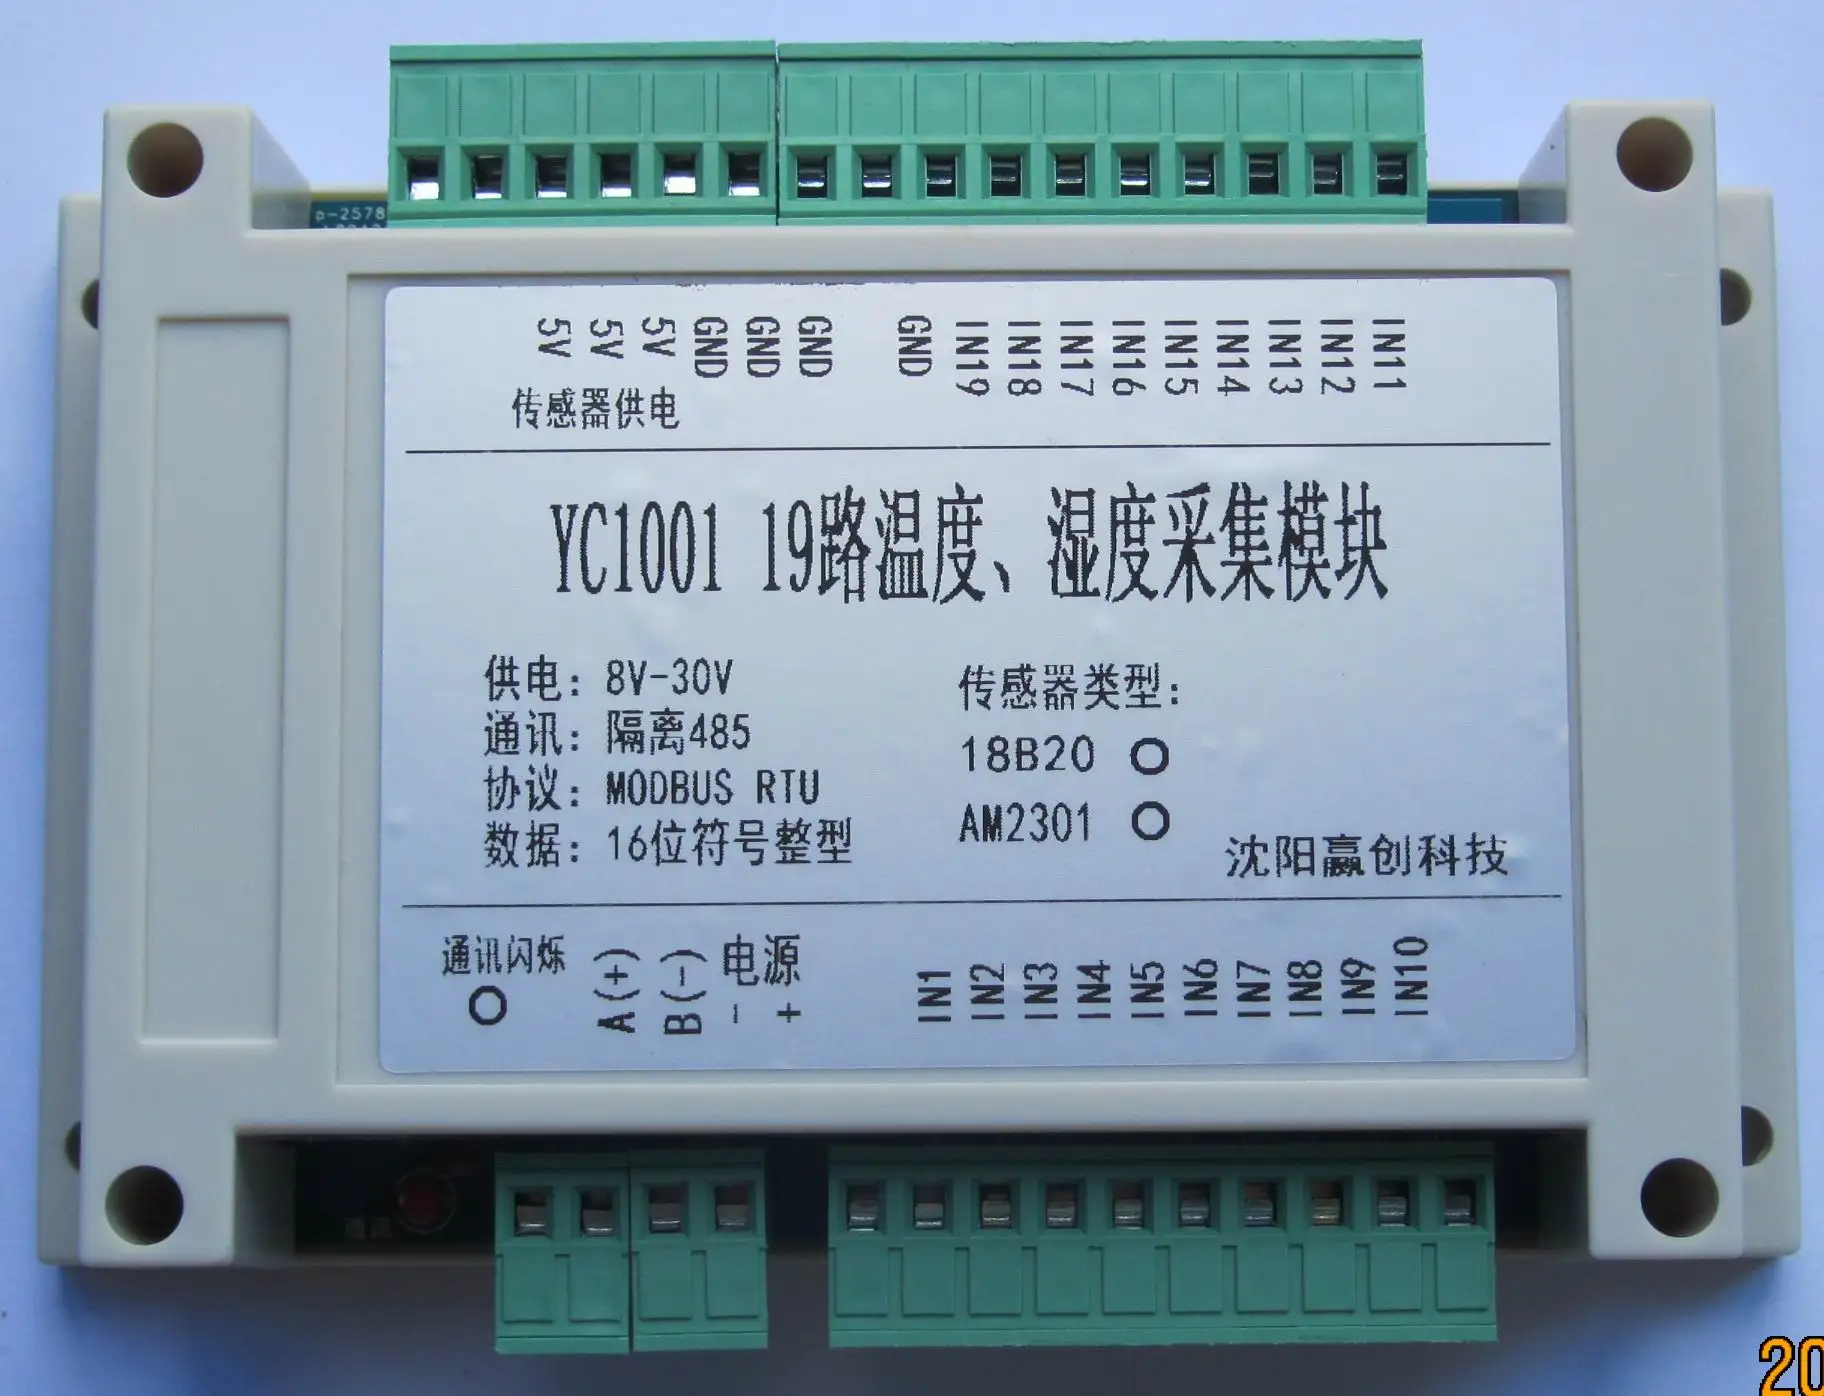 p-2578
5V 5V 5V GND GND GND GND IN19 IN18 IN17 IN16 IN15 IN14 IN13 IN12 IN11
传感器供电
YC1001 19路温度、湿度采集模块
供电：8V-30V
通讯：隔离485
协议：MODBUS RTU
数据：16位符号整型
传感器类型：
18B20
AM2301
沈阳赢创科技
通讯闪烁 A(+) B(-) 电源 - +
IN1 IN2 IN3 IN4 IN5 IN6 IN7 IN8 IN9 IN10
20